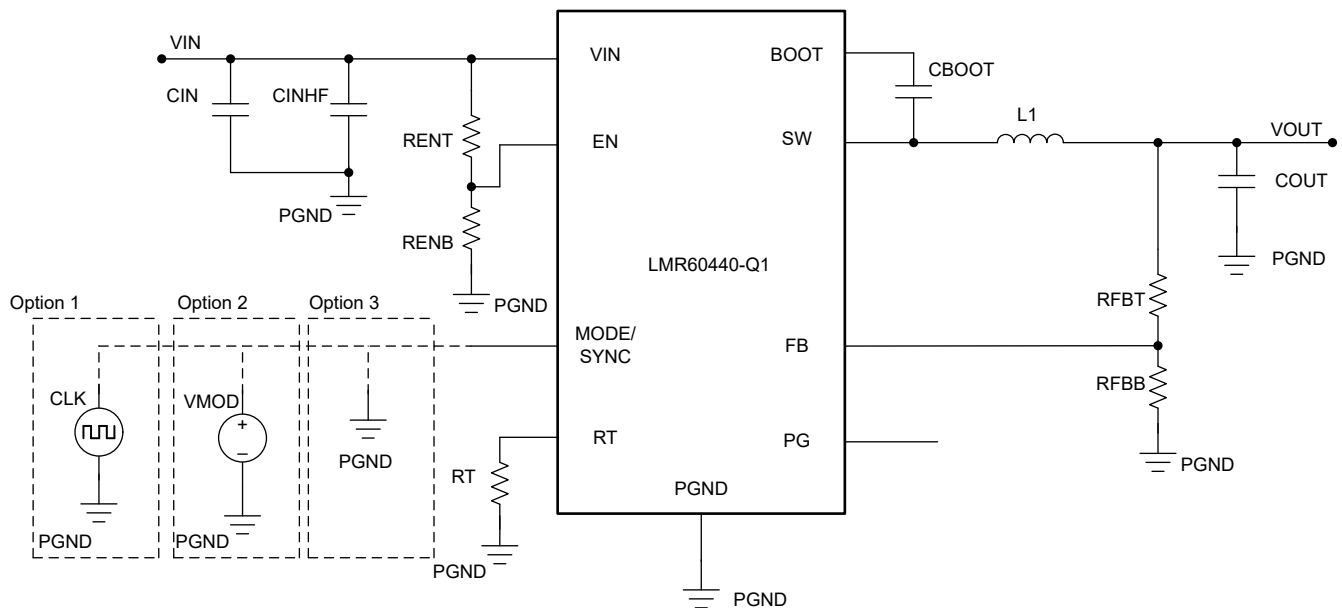 VIN
CIN
CINHF
PGND
RENT
RENB
PGND
VIN
EN
MODE/
SYNC
RT
BOOT
SW
LMR60440-Q1
FB
PG
PGND
CBOOT
L1
VOUT
COUT
PGND
RFBT
RFBB
PGND
Option 1
Option 2
Option 3
CLK
VMOD
+
–
PGND
PGND
PGND
RT
PGND
PGND